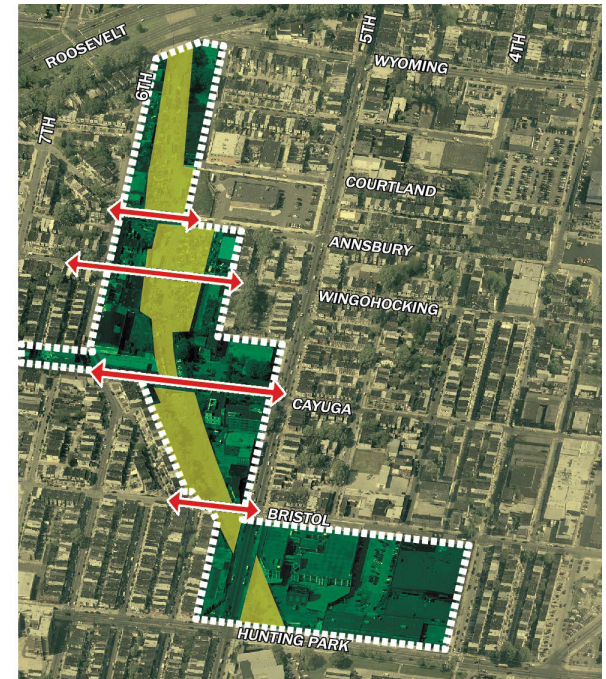 ROOSEVELT
5TH
4TH
WYOMING
6TH
7TH
COURTLAND
ANNSBURY
WINGOHOCKING
CAYUGA
BRISTOL
HUNTING PARK